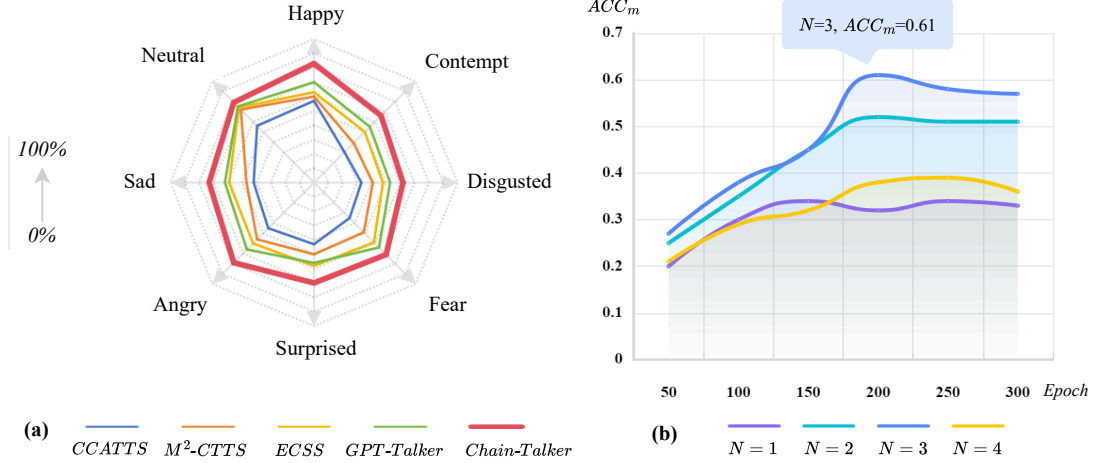 Happy
Neutral
Contempt
100%
Sad
Disgusted
0%
Angry
Fear
Surprised
(a)
CCATTS
M²-CTTS
ECSS
GPT-Talker
Chain-Talker
ACCₘ
N=3, ACCₘ=0.61
0.7
0.6
0.5
0.4
0.3
0.2
0.1
0
50 100 150 200 250 300 Epoch
(b)
N = 1
N = 2
N = 3
N = 4